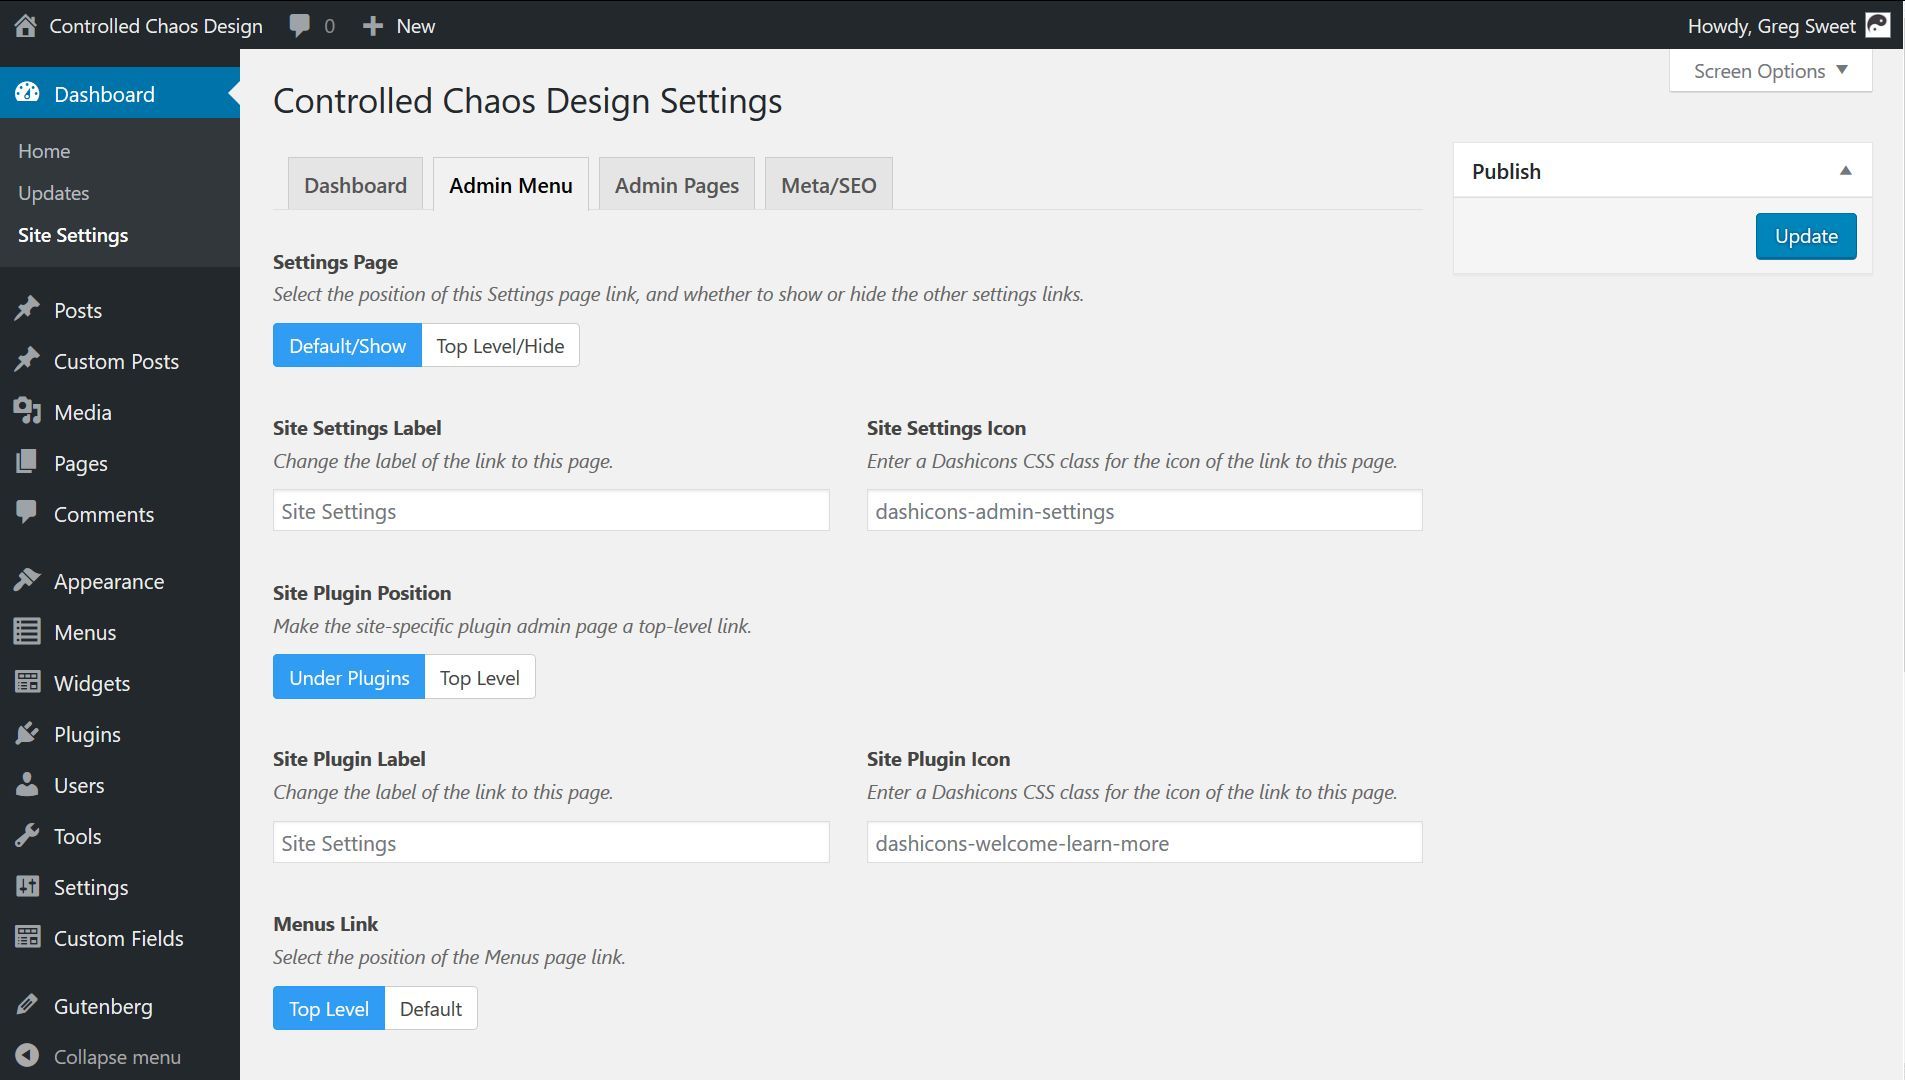 Controlled Chaos Design
0
New
Howdy, Greg Sweet
Screen Options
Dashboard
Home
Updates
Site Settings
Posts
Custom Posts
Media
Pages
Comments
Appearance
Menus
Widgets
Plugins
Users
Tools
Settings
Custom Fields
Gutenberg
Collapse menu
Controlled Chaos Design Settings
Dashboard
Admin Menu
Admin Pages
Meta/SEO
Settings Page
Select the position of this Settings page link, and whether to show or hide the other settings links.
Default/Show
Top Level/Hide
Site Settings Label
Change the label of the link to this page.
Site Settings
Site Settings Icon
Enter a Dashicons CSS class for the icon of the link to this page.
dashicons-admin-settings
Site Plugin Position
Make the site-specific plugin admin page a top-level link.
Under Plugins
Top Level
Site Plugin Label
Change the label of the link to this page.
Site Settings
Site Plugin Icon
Enter a Dashicons CSS class for the icon of the link to this page.
dashicons-welcome-learn-more
Menus Link
Select the position of the Menus page link.
Top Level
Default
Publish
Update